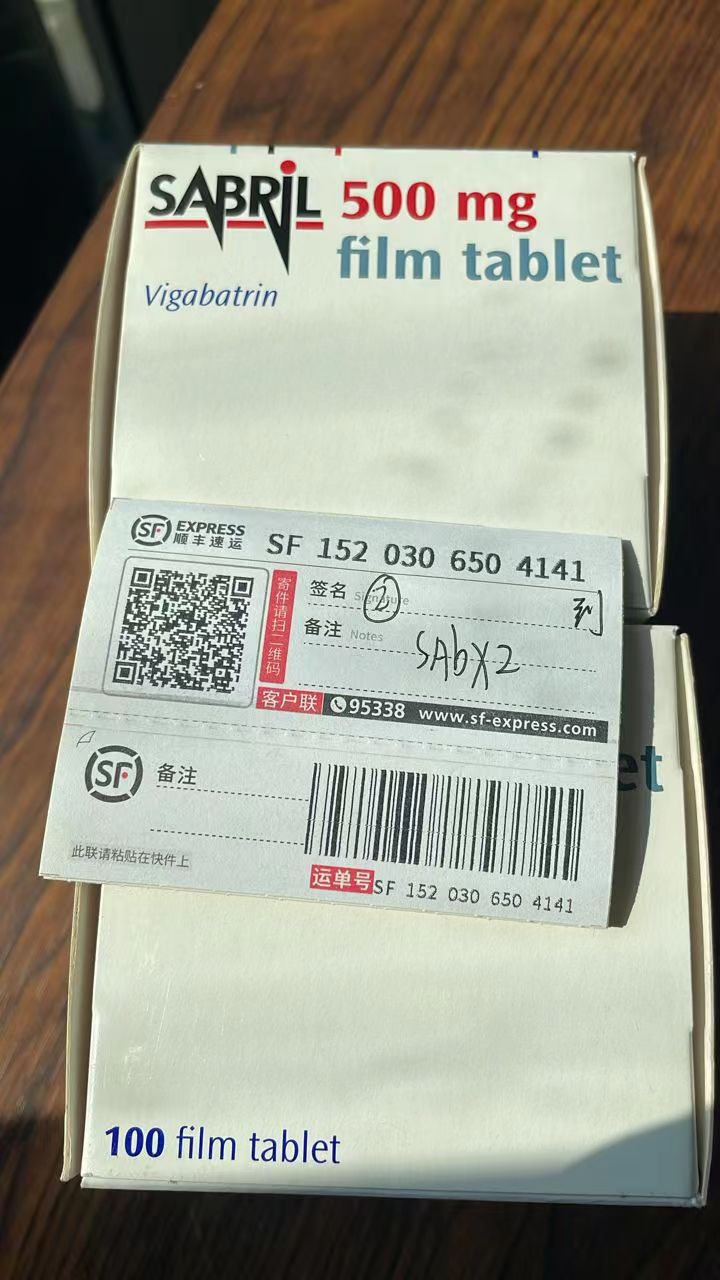 SABRIL 500 mg
film tablet
Vigabatrin
SF EXPRESS
顺丰速运
SF 152 030 650 4141
寄件请扫二维码
签名 Signature ②
备注 Notes SAbX2
客户联 95338 www.sf-express.com
et
SF 备注
此联请粘贴在快件上
运单号 SF 152 030 650 4141
100 film tablet